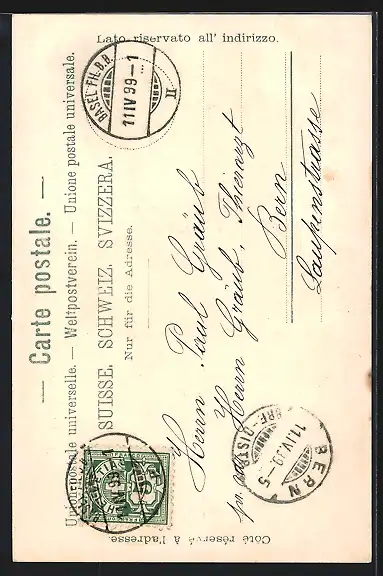 Carte postale.
Union postale universelle. — Weltpostverein. — Unione postale universale.
SUISSE. SCHWEIZ. SVIZZERA.
Nur für die Adresse.
Lato riservato all' indirizzo.
Côté réservé à l'adresse.
BASEL FIL. B.B.
11 IV 99 – 1
II
Herrn Paul Gräub
Herrn Gräub, Thierarzt
Bern
Laupenstrasse
BERN
11. IV. 99 – 5